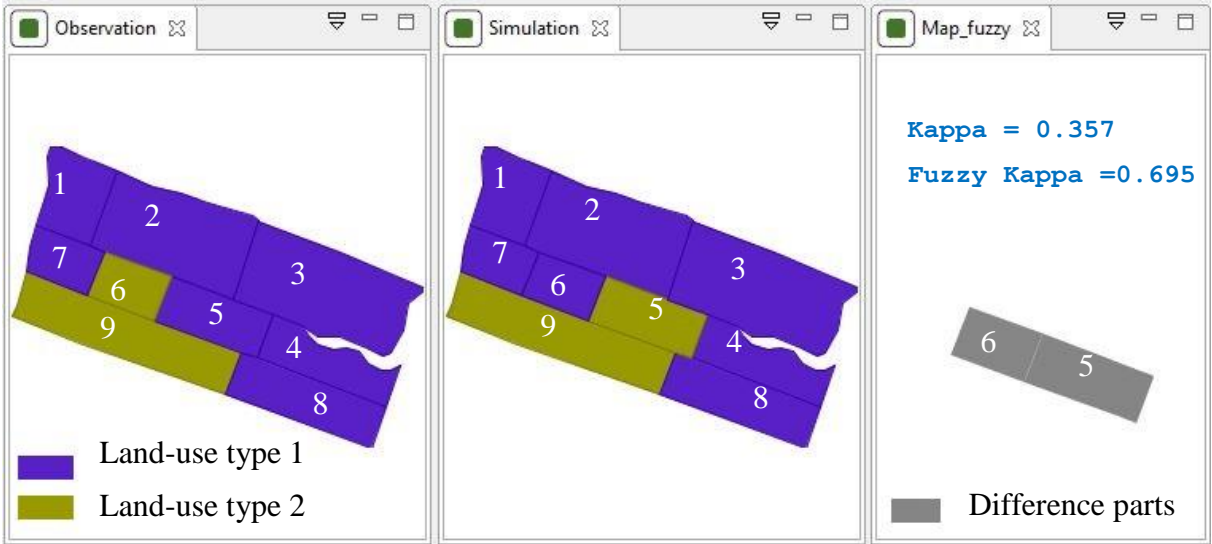 Observation
1
2
3
7
6
5
4
9
8
Land-use type 1
Land-use type 2
Simulation
1
2
3
7
6
5
4
9
8
Map_fuzzy
Kappa = 0.357
Fuzzy Kappa =0.695
6
5
Difference parts